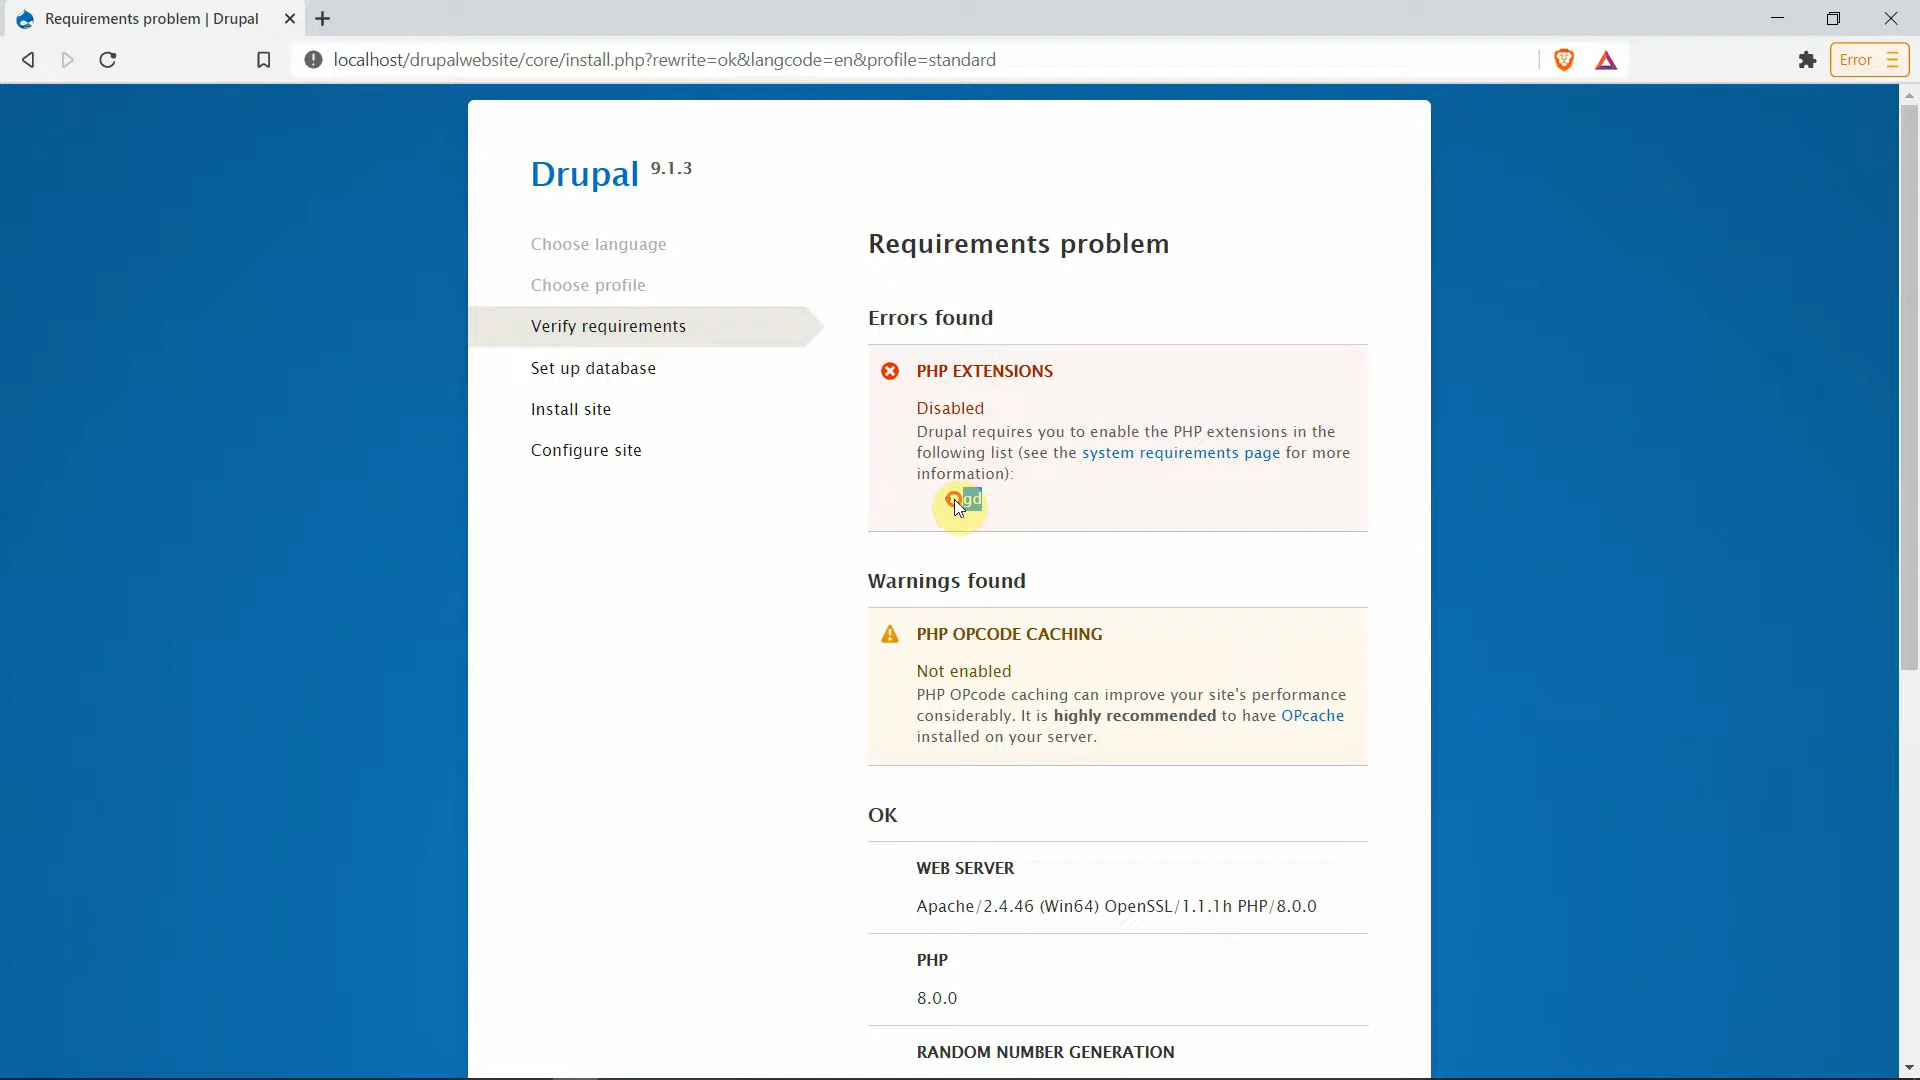 Requirements problem | Drupal
localhost/drupalwebsite/core/install.php?rewrite=ok&langcode=en&profile=standard
Error
Drupal 9.1.3
Choose language
Choose profile
Verify requirements
Set up database
Install site
Configure site
Requirements problem
Errors found
PHP EXTENSIONS
Disabled
Drupal requires you to enable the PHP extensions in the
following list (see the system requirements page for more
information):
gd
Warnings found
PHP OPCODE CACHING
Not enabled
PHP OPcode caching can improve your site's performance
considerably. It is highly recommended to have OPcache
installed on your server.
OK
WEB SERVER
Apache/2.4.46 (Win64) OpenSSL/1.1.1h PHP/8.0.0
PHP
8.0.0
RANDOM NUMBER GENERATION